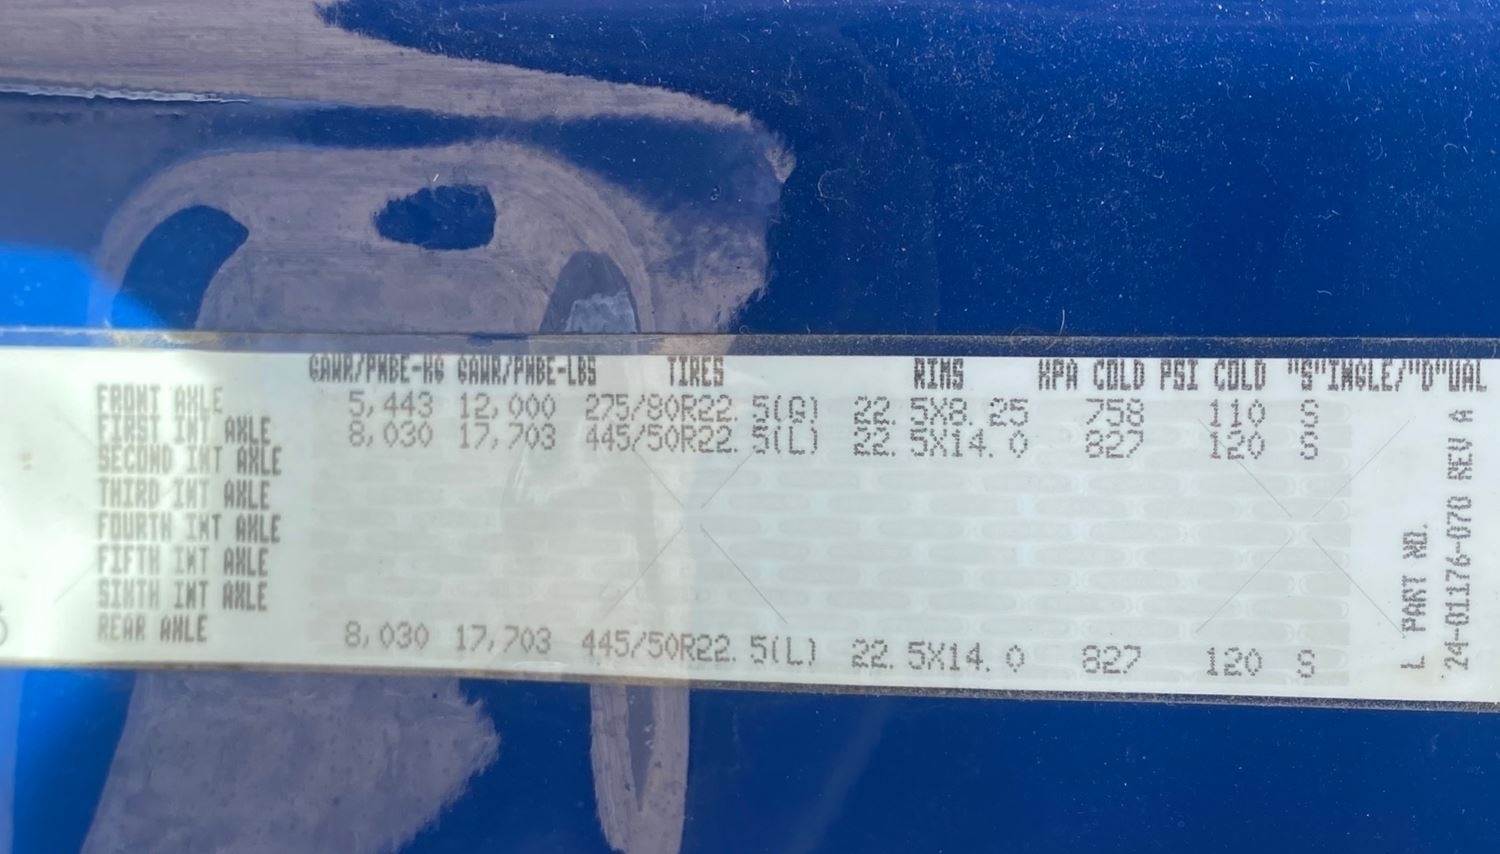 GAWR/PNBE-KG GAWR/PNBE-LBS TIRES RIMS KPA COLD PSI COLD "S"INGLE/"D"UAL
FRONT AXLE 5,443 12,000 275/80R22.5(G) 22.5X8.25 758 110 S
FIRST INT AXLE 8,030 17,703 445/50R22.5(L) 22.5X14.0 827 120 S
SECOND INT AXLE
THIRD INT AXLE
FOURTH INT AXLE
FIFTH INT AXLE
SIXTH INT AXLE
REAR AXLE 8,030 17,703 445/50R22.5(L) 22.5X14.0 827 120 S
L PART NO.
24-01176-070 REV A